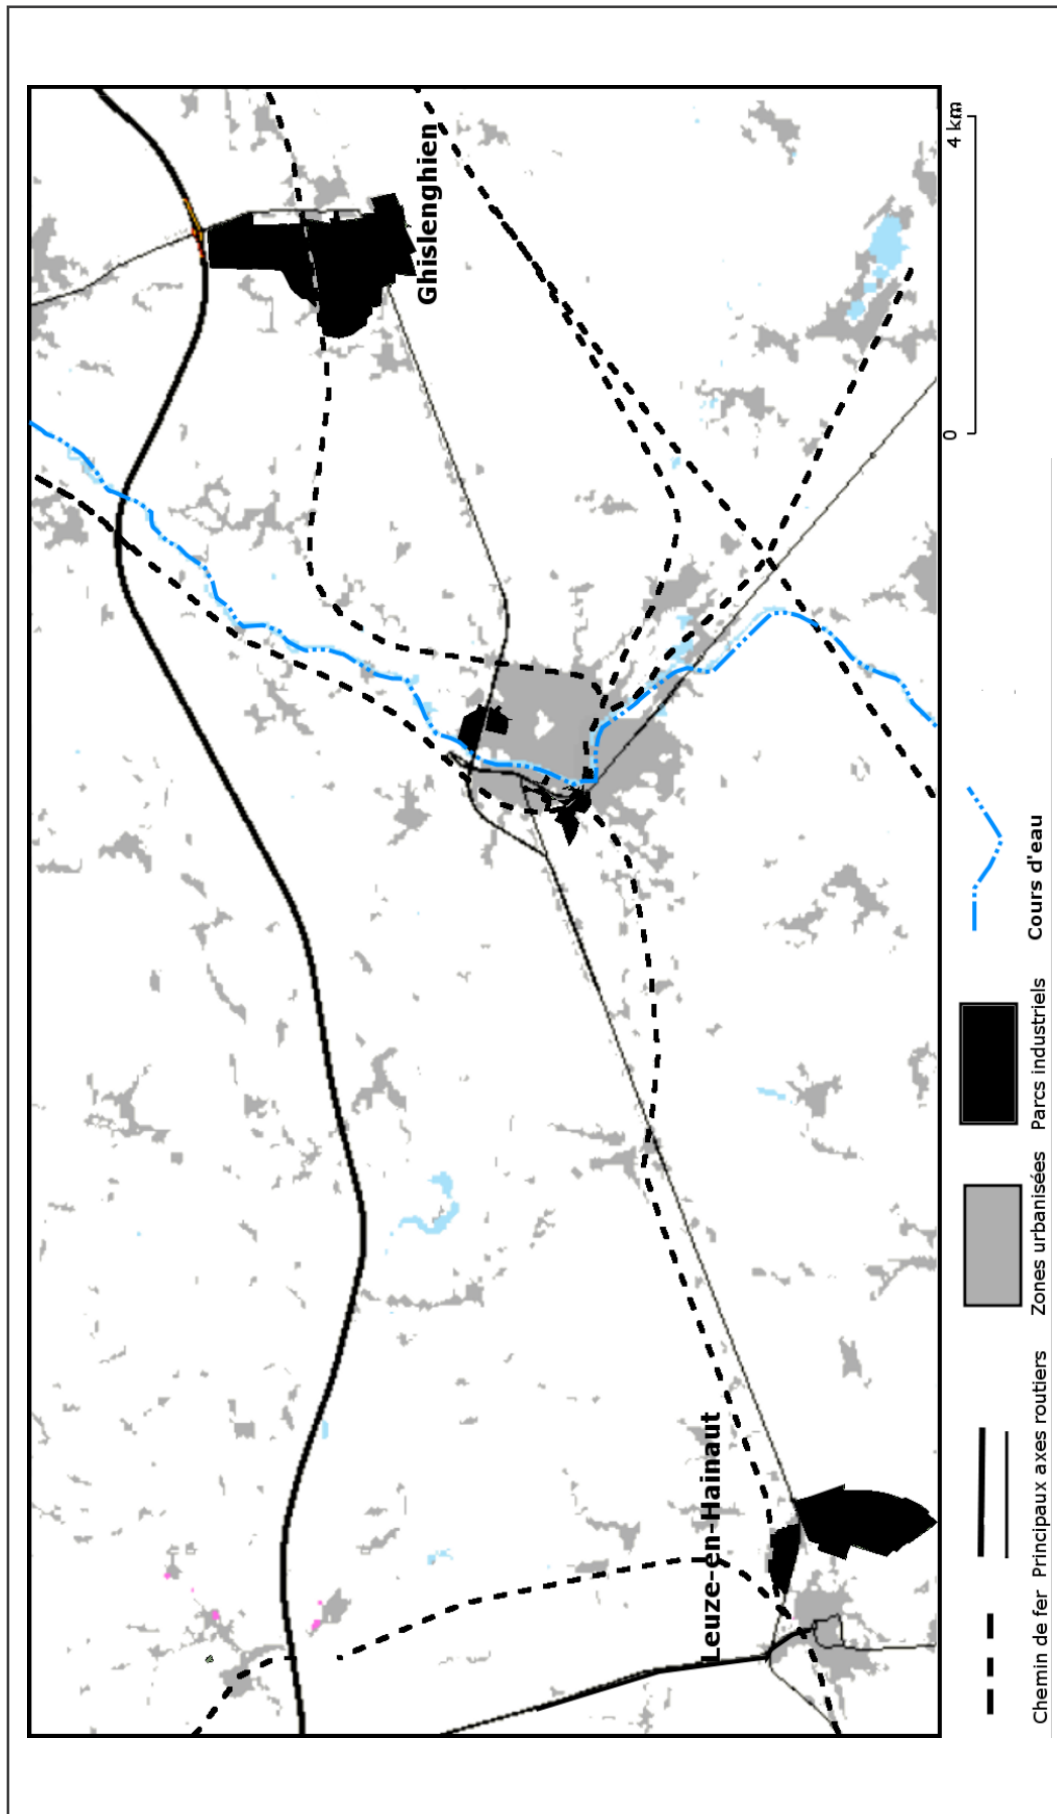 Leuze-en-Hainaut
Ghislenghien
0 4 km
Chemin de fer
Principaux axes routiers
Zones urbanisées
Parcs industriels
Cours d'eau